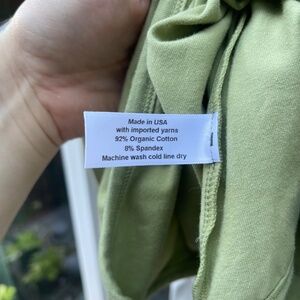 Made in USA
with imported yarns
92% Organic Cotton
8% Spandex
Machine wash cold line dry